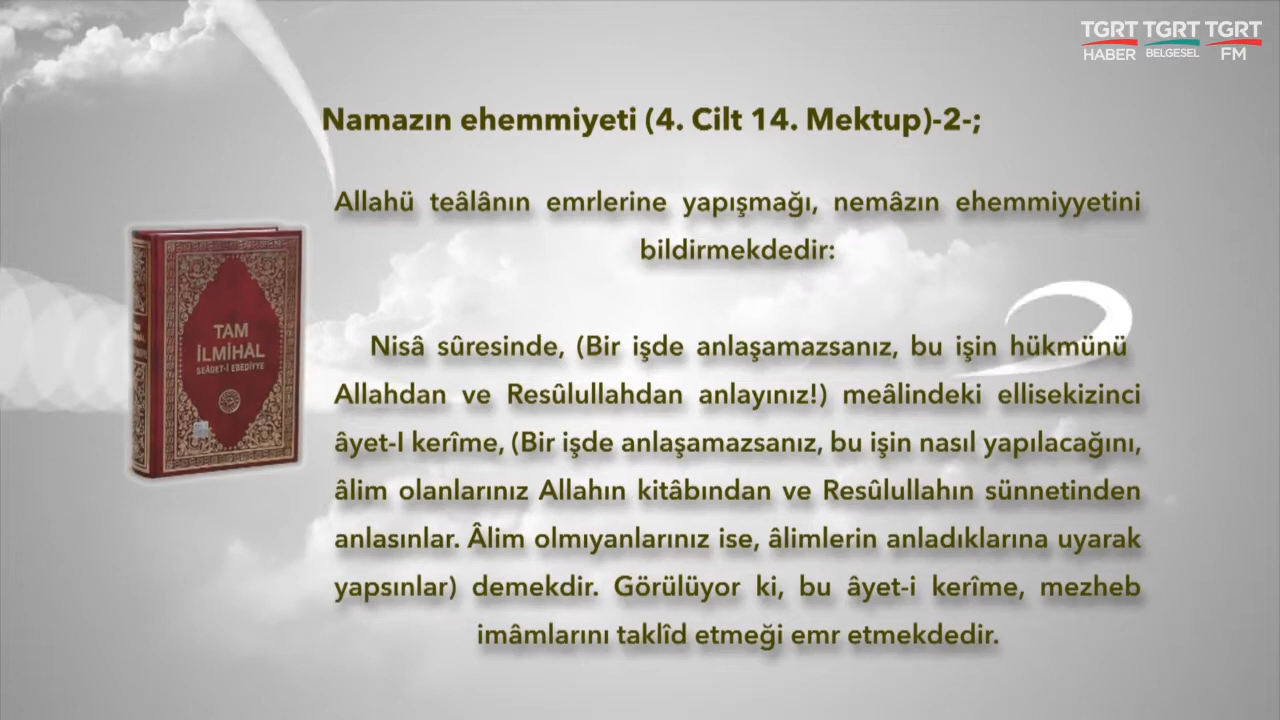 TGRT TGRT TGRT
HABER BELGESEL FM
Namazın ehemmiyeti (4. Cilt 14. Mektup)-2-;
Allahü teâlânın emrlerine yapışmağı, nemâzın ehemmiyyetini
bildirmekdedir:
Nisâ sûresinde, (Bir işde anlaşamazsanız, bu işin hükmünü
Allahdan ve Resûlullahdan anlayınız!) meâlindeki ellisekizinci
âyet-I kerîme, (Bir işde anlaşamazsanız, bu işin nasıl yapılacağını,
âlim olanlarınız Allahın kitâbından ve Resûlullahın sünnetinden
anlasınlar. Âlim olmıyanlarınız ise, âlimlerin anladıklarına uyarak
yapsınlar) demekdir. Görülüyor ki, bu âyet-i kerîme, mezheb
imâmlarını taklîd etmeği emr etmekdedir.
TAM
İLMİHÂL
SEÂDET-İ EBEDİYYE